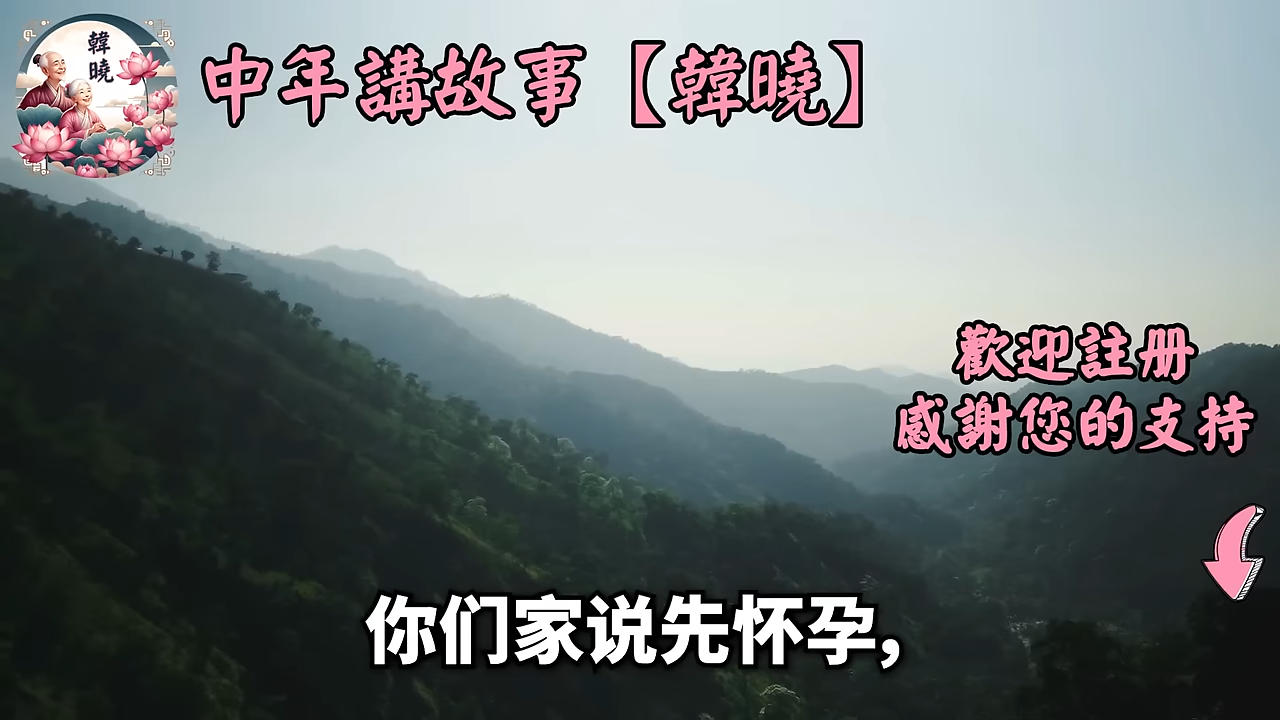 韓曉
中年講故事【韓曉】
歡迎註册
感謝您的支持
你们家说先怀孕,